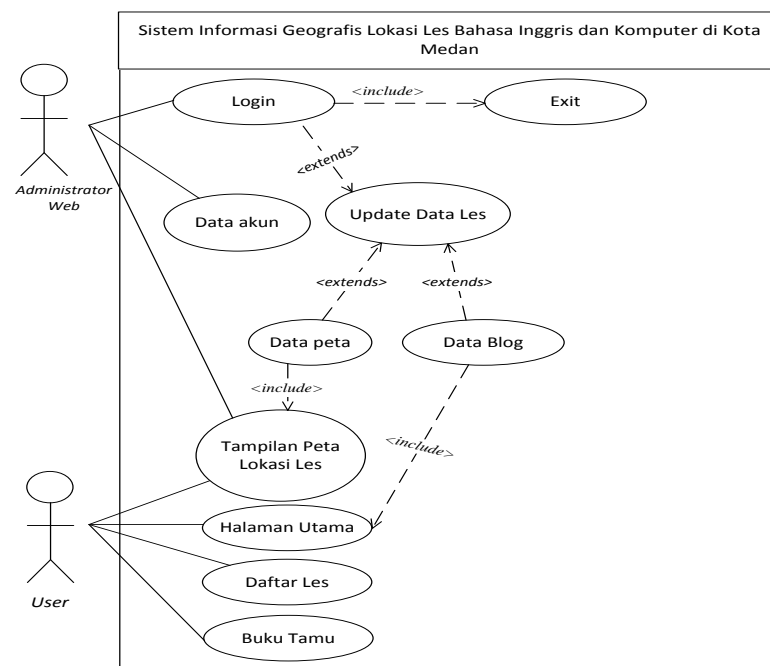 Sistem Informasi Geografis Lokasi Les Bahasa Inggris dan Komputer di Kota
Medan
Login
<include>
Exit
<extends>
Administrator
Web
Data akun
Update Data Les
<extends>
<extends>
Data peta
Data Blog
<include>
Tampilan Peta
Lokasi Les
<include>
Halaman Utama
Daftar Les
User
Buku Tamu